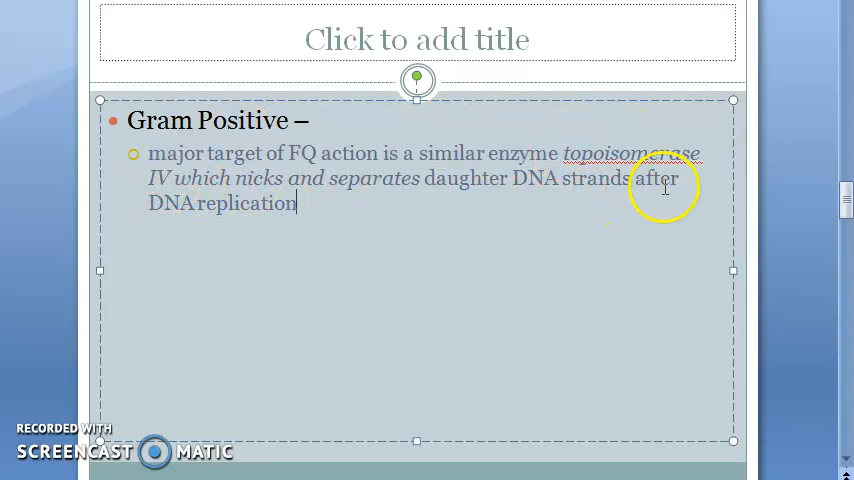 Click to add title
Gram Positive –
major target of FQ action is a similar enzyme topoisomerase
IV which nicks and separates daughter DNA strands after
DNA replication
RECORDED WITH
SCREENCAST MATIC